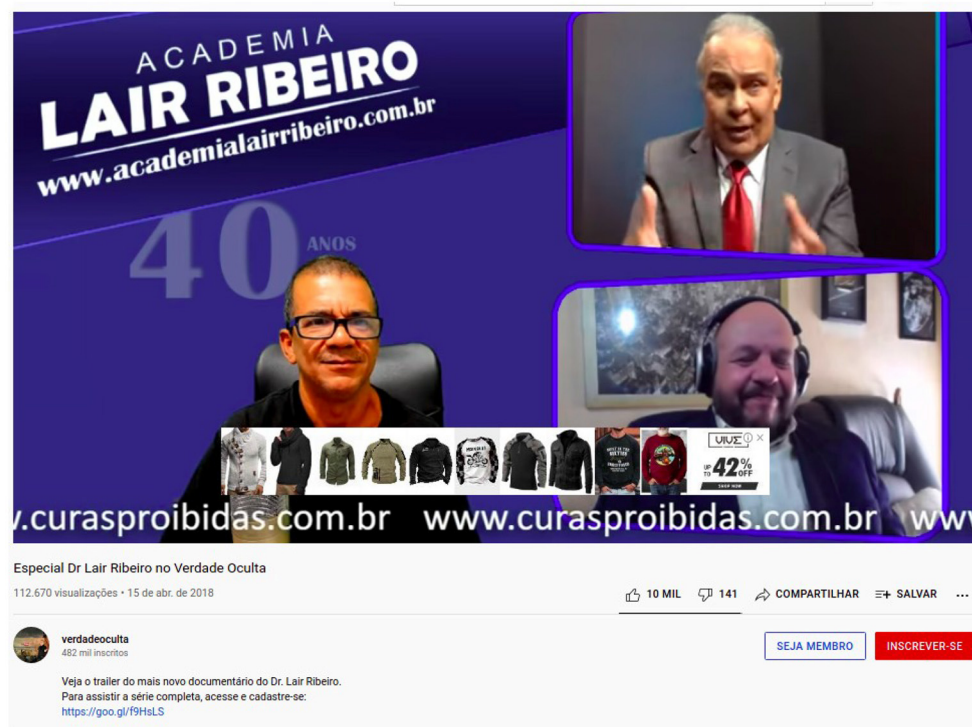 ACADEMIA
LAIR RIBEIRO
www.academialairribeiro.com.br
40 ANOS
VIVE
UP TO 42% OFF
SHOP NOW
v.curasproibidas.com.br www.curasproibidas.com.br www
Especial Dr Lair Ribeiro no Verdade Oculta
112.670 visualizações • 15 de abr. de 2018
10 MIL 141 COMPARTILHAR SALVAR
verdadeoculta
482 mil inscritos
SEJA MEMBRO INSCREVER-SE
Veja o trailer do mais novo documentário do Dr. Lair Ribeiro.
Para assistir a série completa, acesse e cadastre-se:
https://goo.gl/f9HsLS